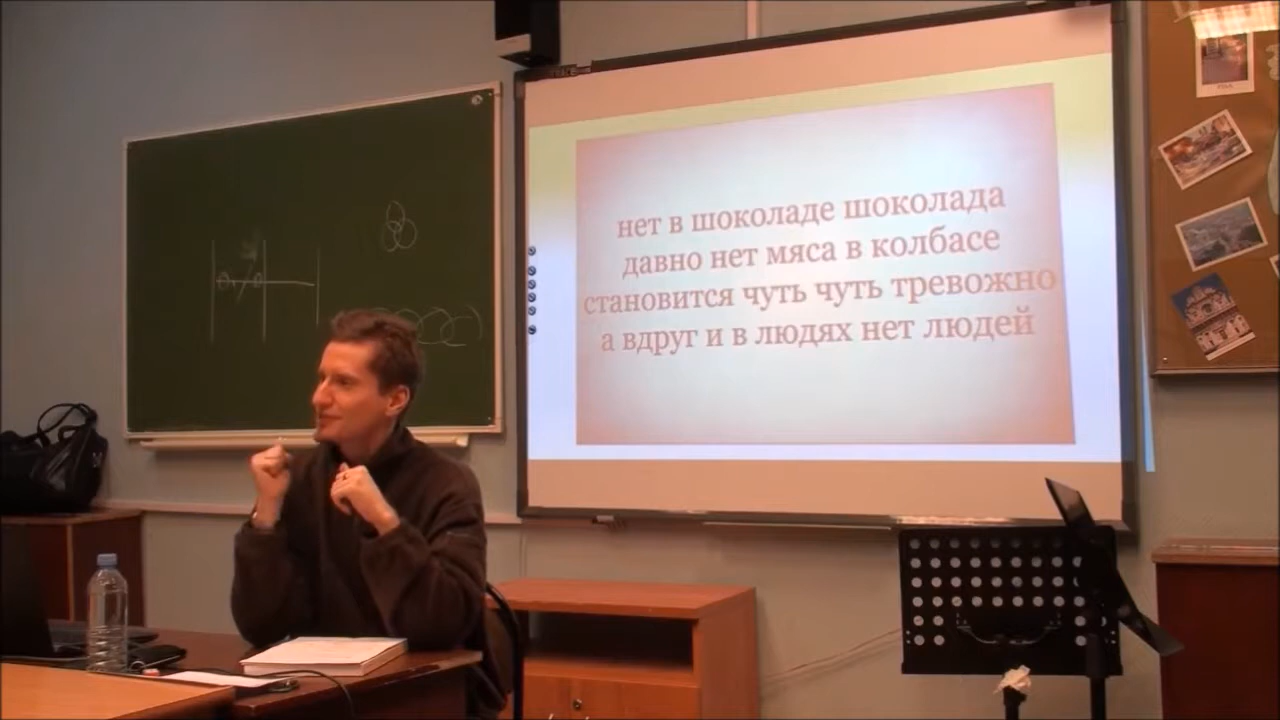 нет в шоколаде шоколада
давно нет мяса в колбасе
становится чуть чуть тревожно
а вдруг и в людях нет людей